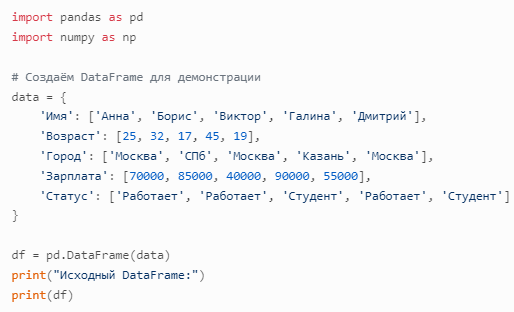 import pandas as pd
import numpy as np
# Создаём DataFrame для демонстрации
data = {
    'Имя': ['Анна', 'Борис', 'Виктор', 'Галина', 'Дмитрий'],
    'Возраст': [25, 32, 17, 45, 19],
    'Город': ['Москва', 'СПб', 'Москва', 'Казань', 'Москва'],
    'Зарплата': [70000, 85000, 40000, 90000, 55000],
    'Статус': ['Работает', 'Работает', 'Студент', 'Работает', 'Студент']
}
df = pd.DataFrame(data)
print("Исходный DataFrame:")
print(df)